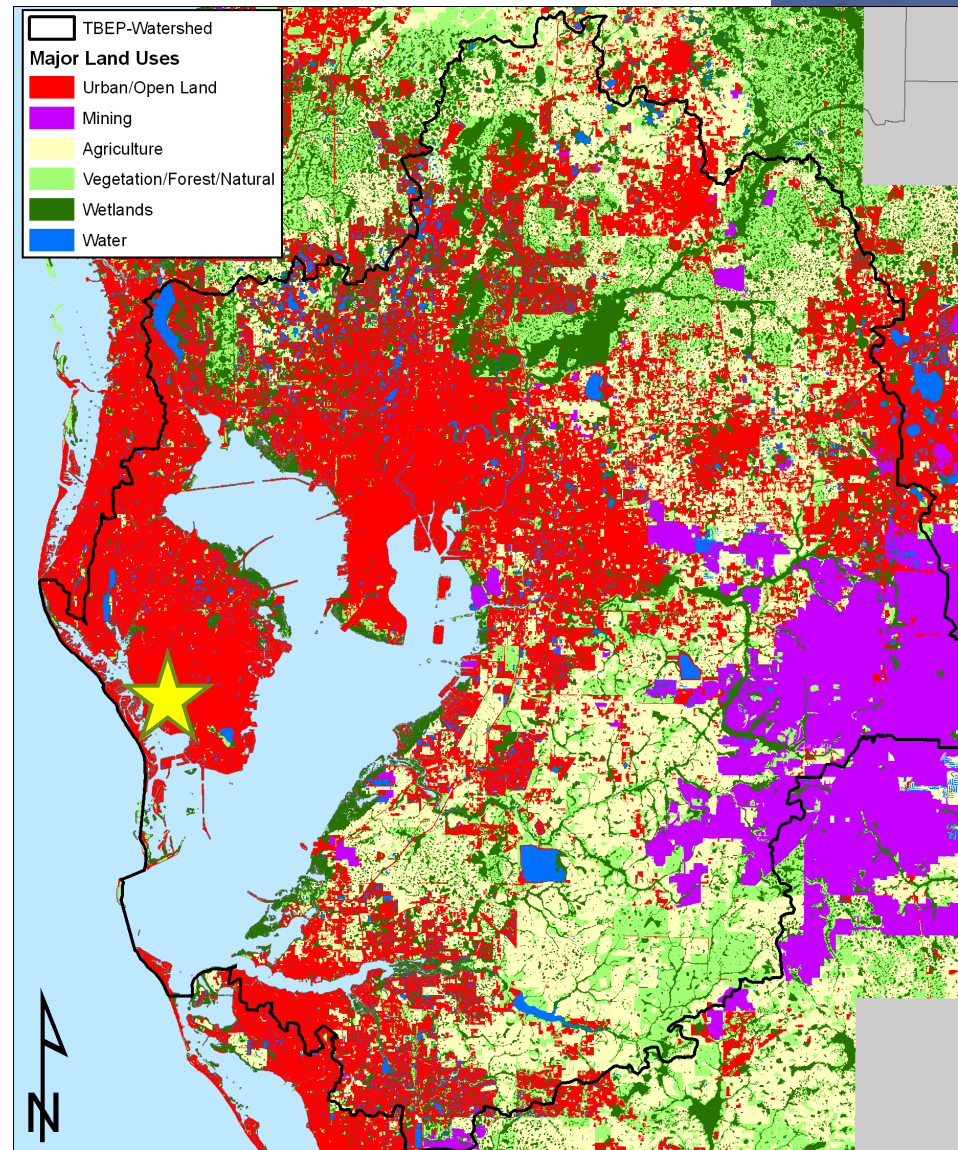 TBEP-Watershed
Major Land Uses
Urban/Open Land
Mining
Agriculture
Vegetation/Forest/Natural
Wetlands
Water
N